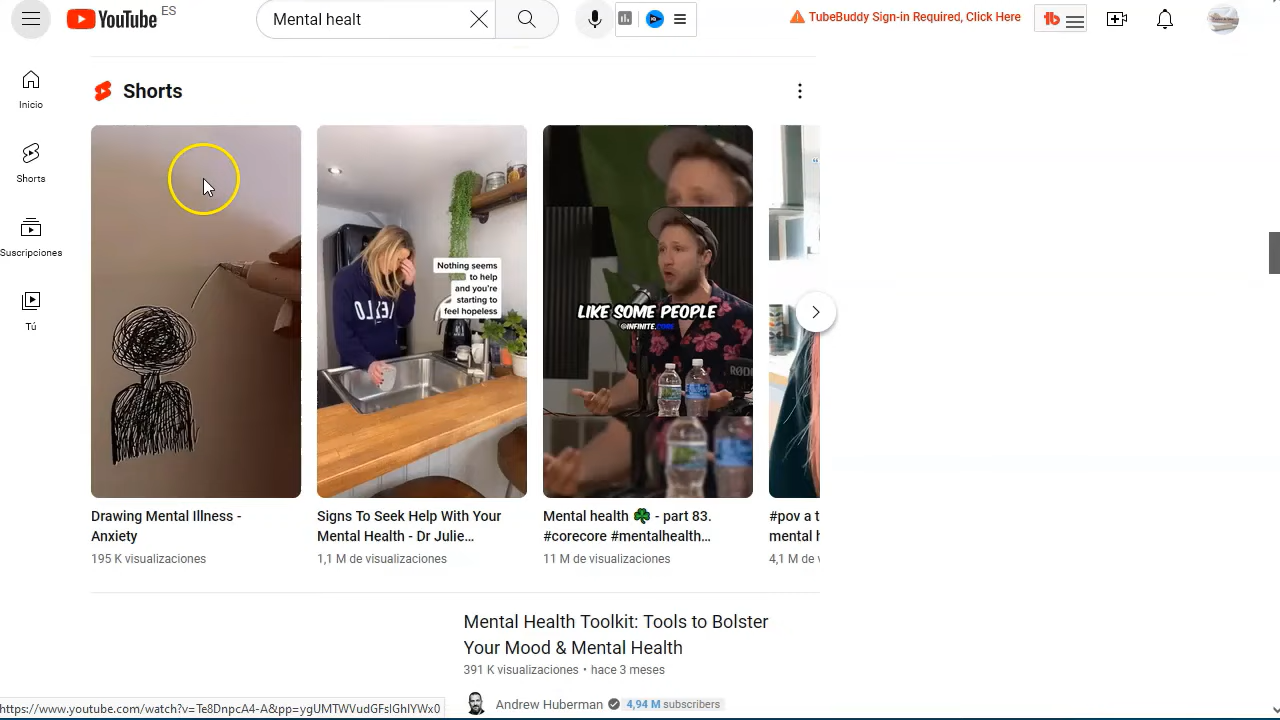 YouTube ES
Mental healt
TubeBuddy Sign-in Required, Click Here
tb
Inicio
Shorts
Suscripciones
Tú
Shorts
Nothing seems
to help
and you're
starting to
feel hopeless
HELLO
LIKE SOME PEOPLE
@INFINITE.CORE
RØDE
Drawing Mental Illness -
Anxiety
195 K visualizaciones
Signs To Seek Help With Your
Mental Health - Dr Julie...
1,1 M de visualizaciones
Mental health ☘️ - part 83.
#corecore #mentalhealth...
11 M de visualizaciones
#pov a t
mental h
4,1 M de v
Mental Health Toolkit: Tools to Bolster
Your Mood & Mental Health
391 K visualizaciones • hace 3 meses
Andrew Huberman 4,94 M subscribers
https://www.youtube.com/watch?v=Te8DnpcA4-A&pp=ygUMTWVudGFsIGhlYWx0